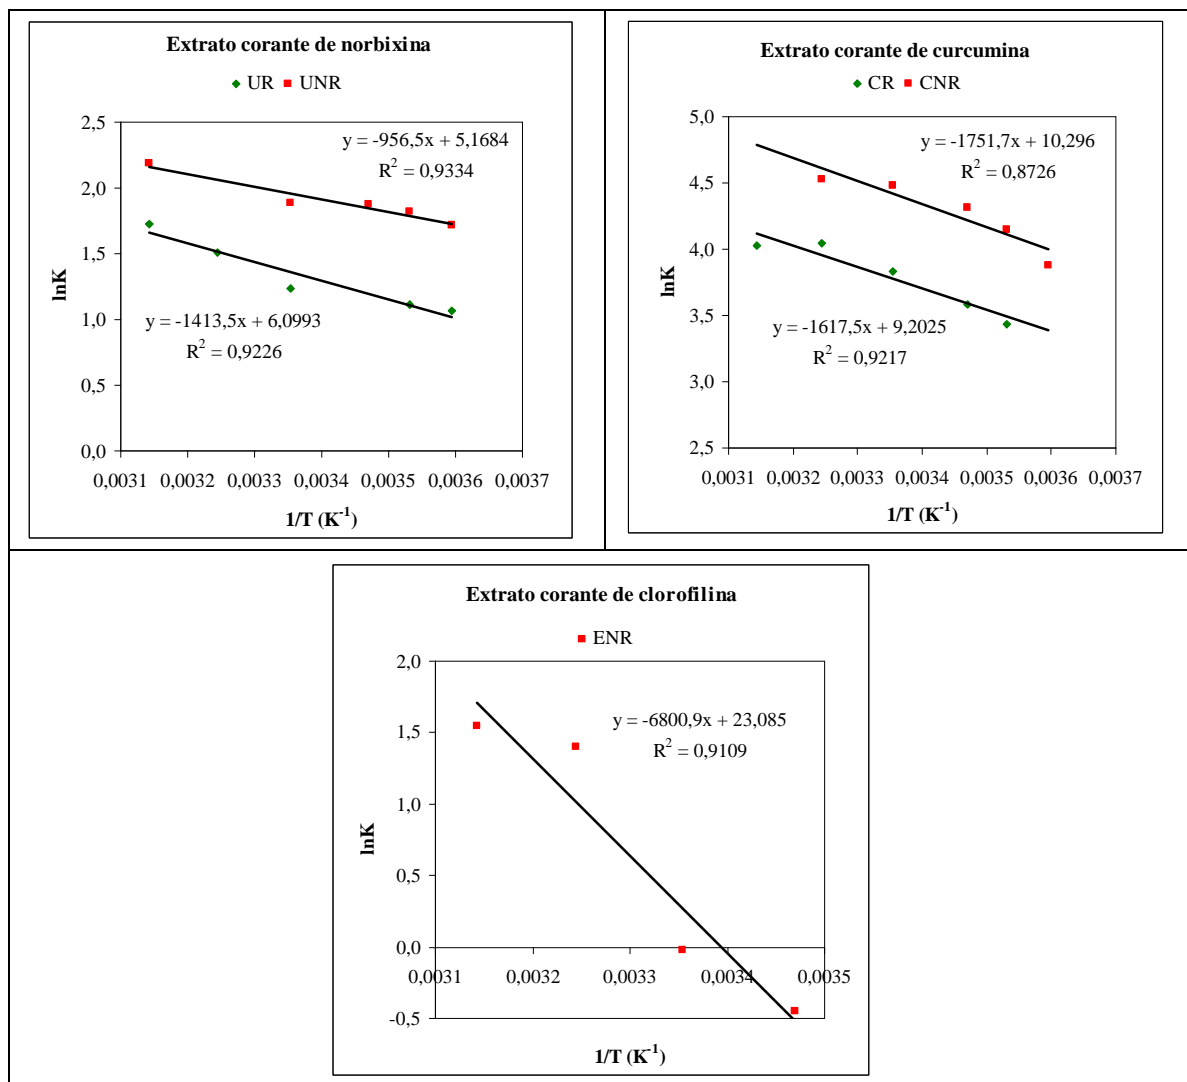 Extrato corante de norbixina
UR UNR
y = -956,5x + 5,1684
R² = 0,9334
y = -1413,5x + 6,0993
R² = 0,9226
2,5
2,0
1,5
1,0
0,5
0,0
lnK
0,0031 0,0032 0,0033 0,0034 0,0035 0,0036 0,0037
1/T (K⁻¹)
Extrato corante de curcumina
CR CNR
y = -1751,7x + 10,296
R² = 0,8726
y = -1617,5x + 9,2025
R² = 0,9217
5,0
4,5
4,0
3,5
3,0
2,5
lnK
0,0031 0,0032 0,0033 0,0034 0,0035 0,0036 0,0037
1/T (K⁻¹)
Extrato corante de clorofilina
ENR
y = -6800,9x + 23,085
R² = 0,9109
2,0
1,5
1,0
0,5
0,0
-0,5
lnK
0,0031 0,0032 0,0033 0,0034 0,0035
1/T (K⁻¹)